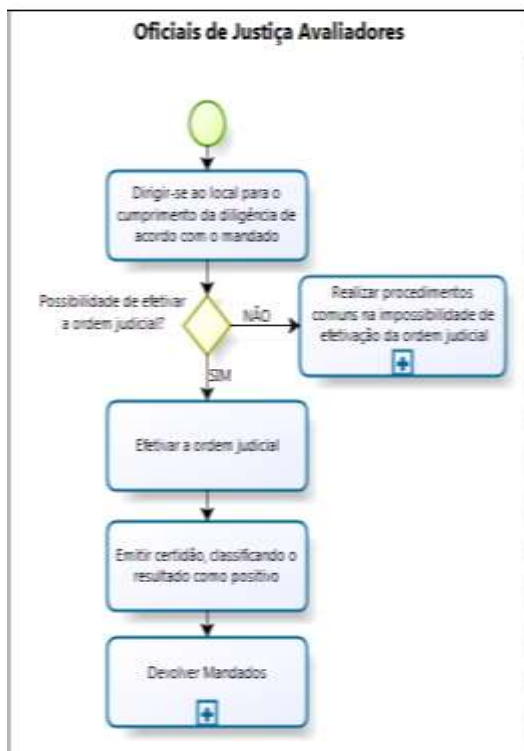 Oficiais de Justiça Avaliadores
Dirigir-se ao local para o
cumprimento da diligência de
acordo com o mandado
Possibilidade de efetivar
a ordem judicial?
NÃO
Realizar procedimentos
comuns na impossibilidade de
efetivação da ordem judicial
SIM
Efetivar a ordem judicial
Emitir certidão, classificando o
resultado como positivo
Devolver Mandados